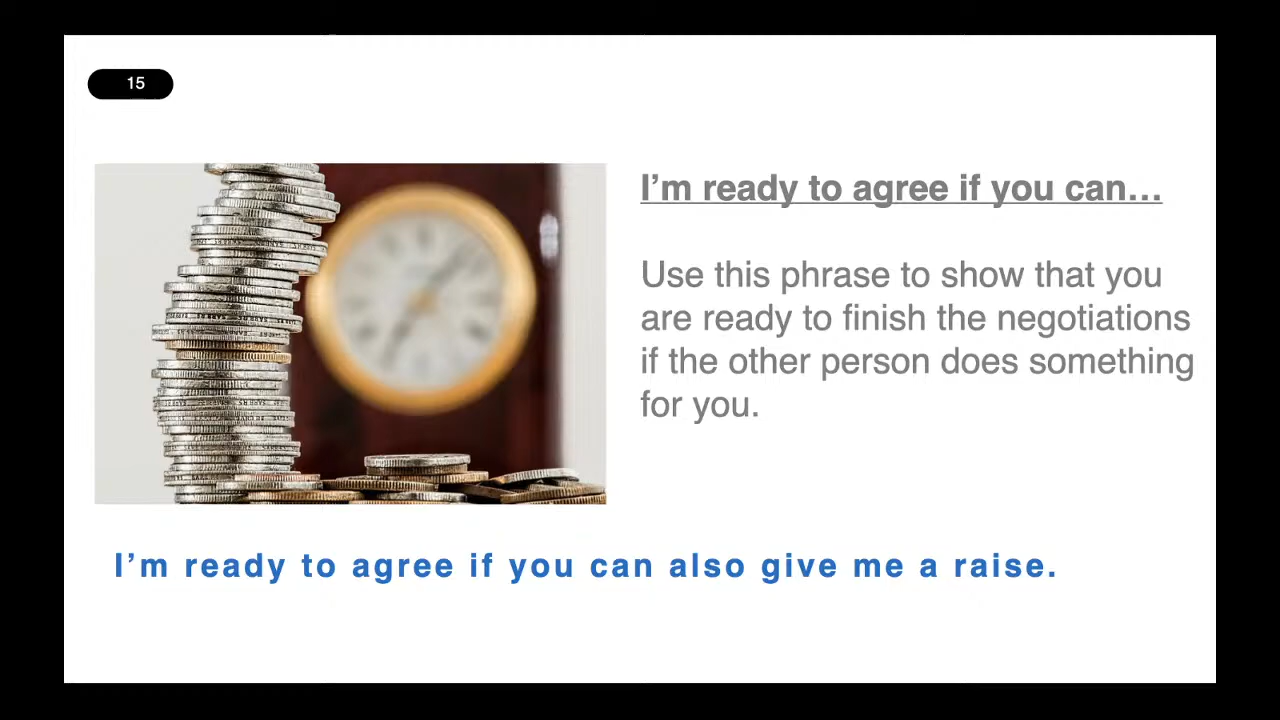 15
I’m ready to agree if you can…
Use this phrase to show that you
are ready to finish the negotiations
if the other person does something
for you.
I’m ready to agree if you can also give me a raise.